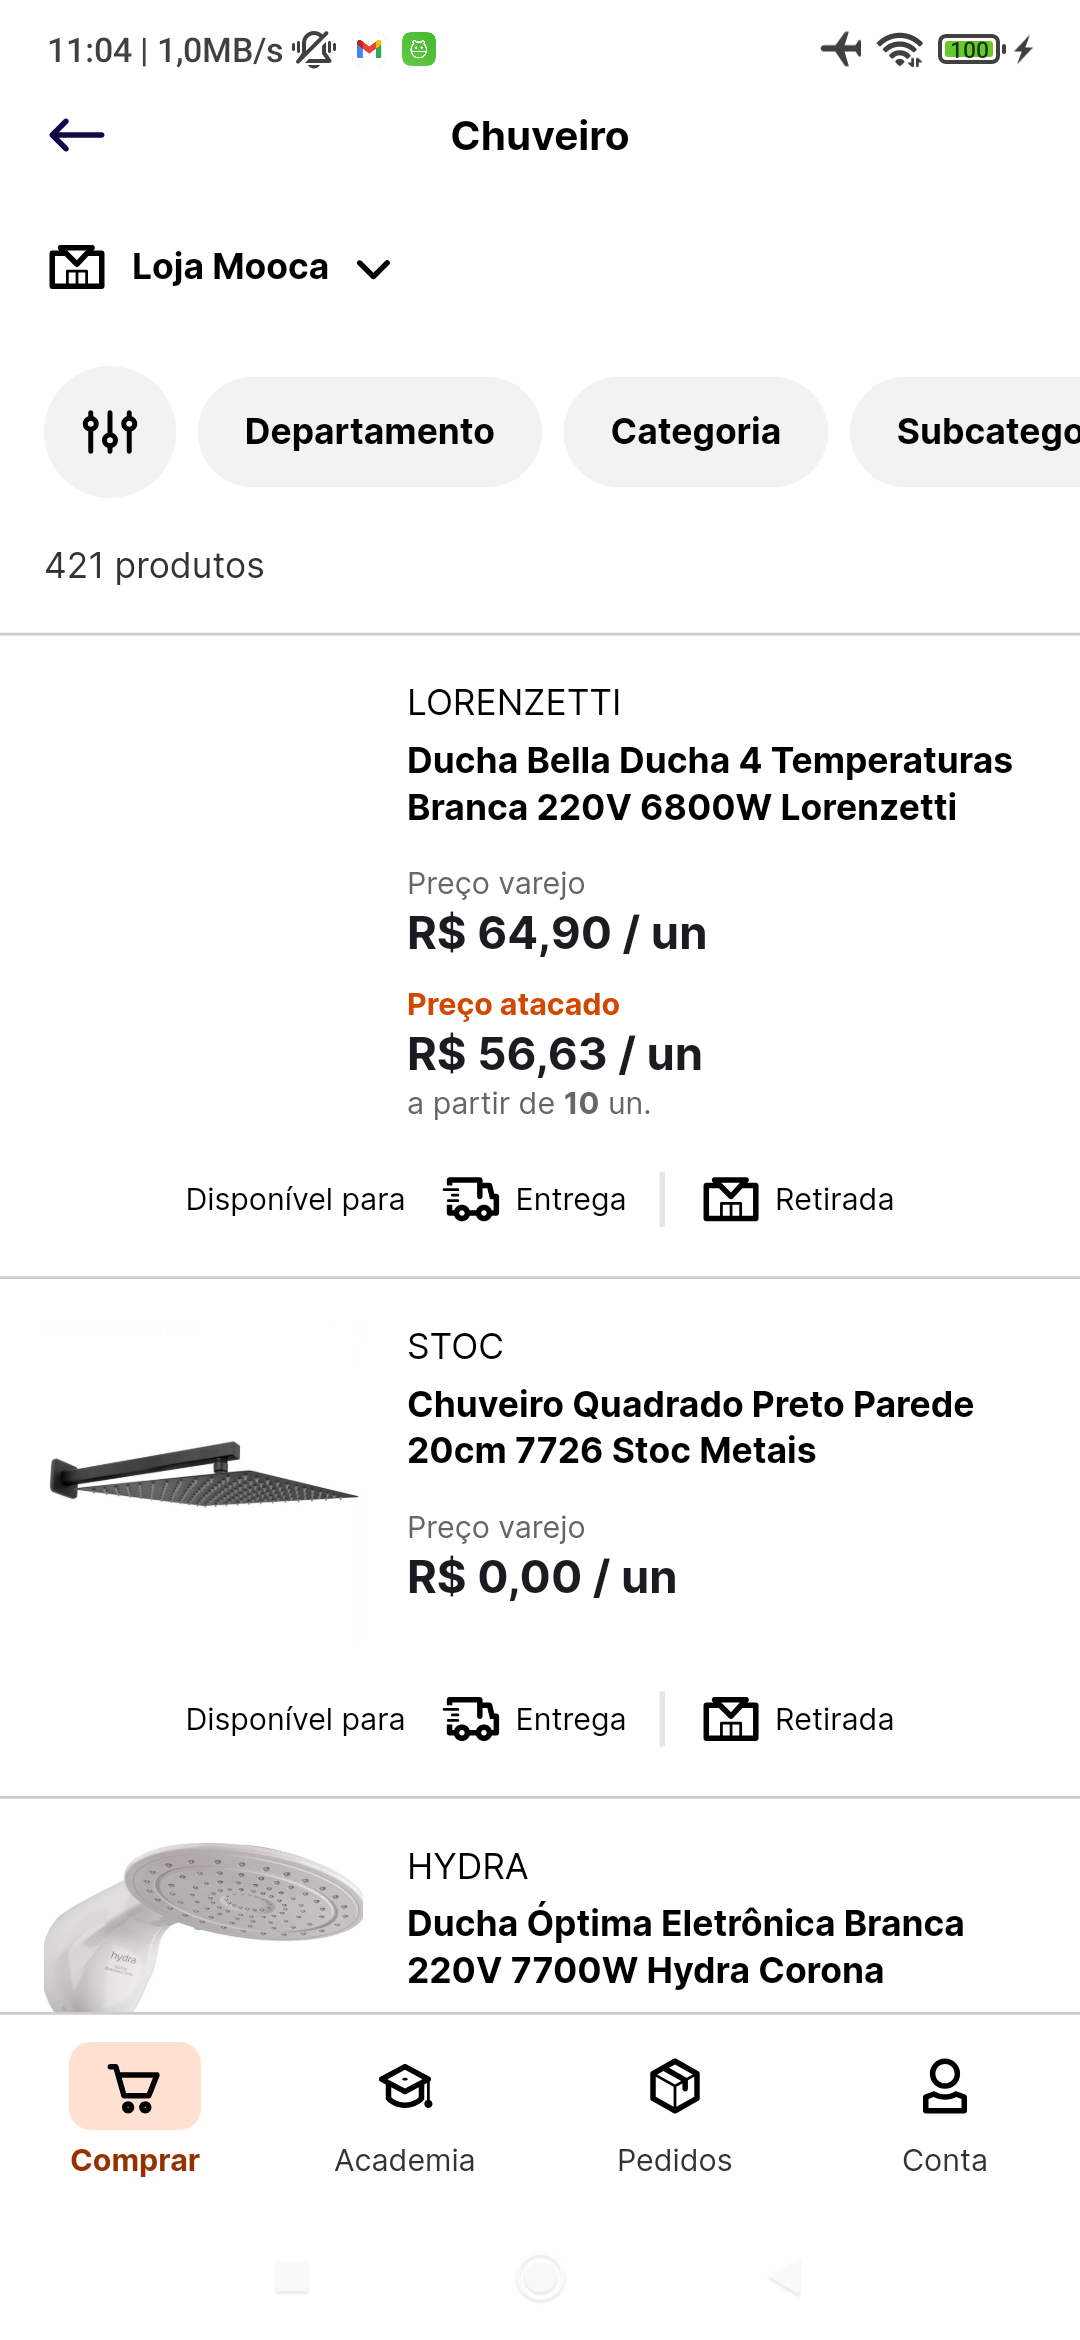 11:04 | 1,0MB/s
100
Chuveiro
Loja Mooca
Departamento
Categoria
Subcatego
421 produtos
LORENZETTI
Ducha Bella Ducha 4 Temperaturas
Branca 220V 6800W Lorenzetti
Preço varejo
R$ 64,90 / un
Preço atacado
R$ 56,63 / un
a partir de 10 un.
Disponível para
Entrega
Retirada
STOC
Chuveiro Quadrado Preto Parede
20cm 7726 Stoc Metais
Preço varejo
R$ 0,00 / un
Disponível para
Entrega
Retirada
hydra
HYDRA
Ducha Óptima Eletrônica Branca
220V 7700W Hydra Corona
Comprar
Academia
Pedidos
Conta